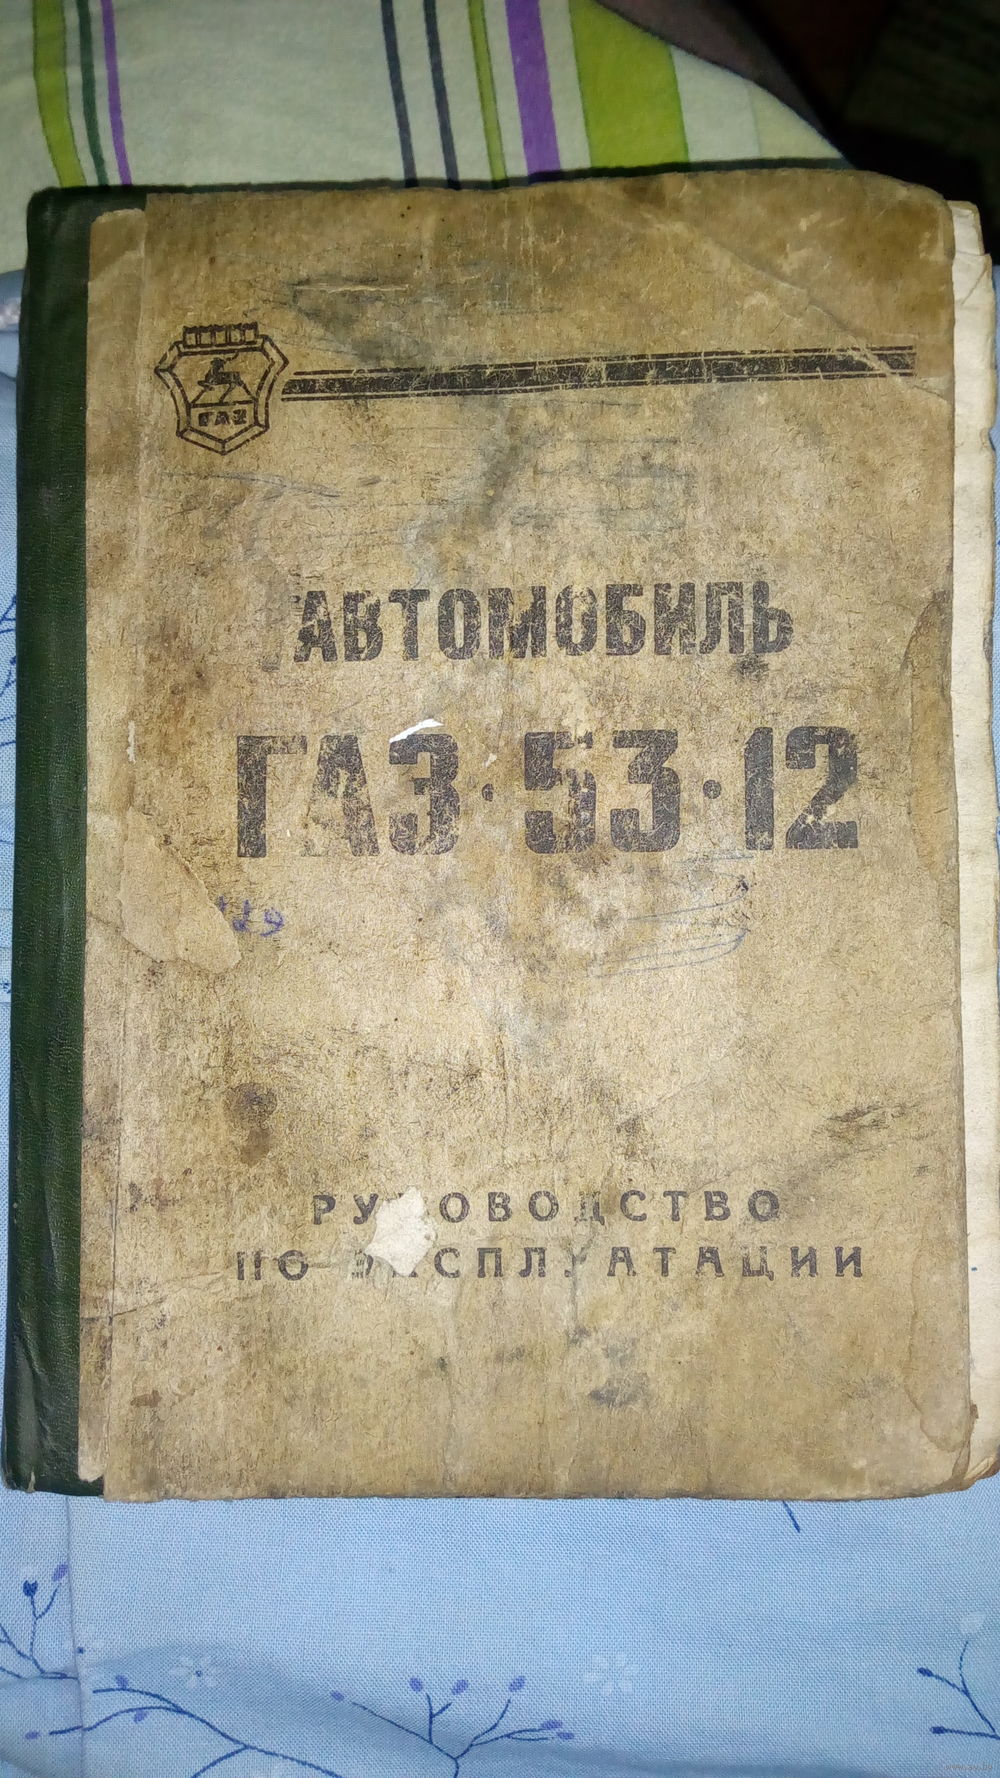 ГАЗ
АВТОМОБИЛЬ
ГАЗ·53·12
РУКОВОДСТВО
ПО ЭКСПЛУАТАЦИИ